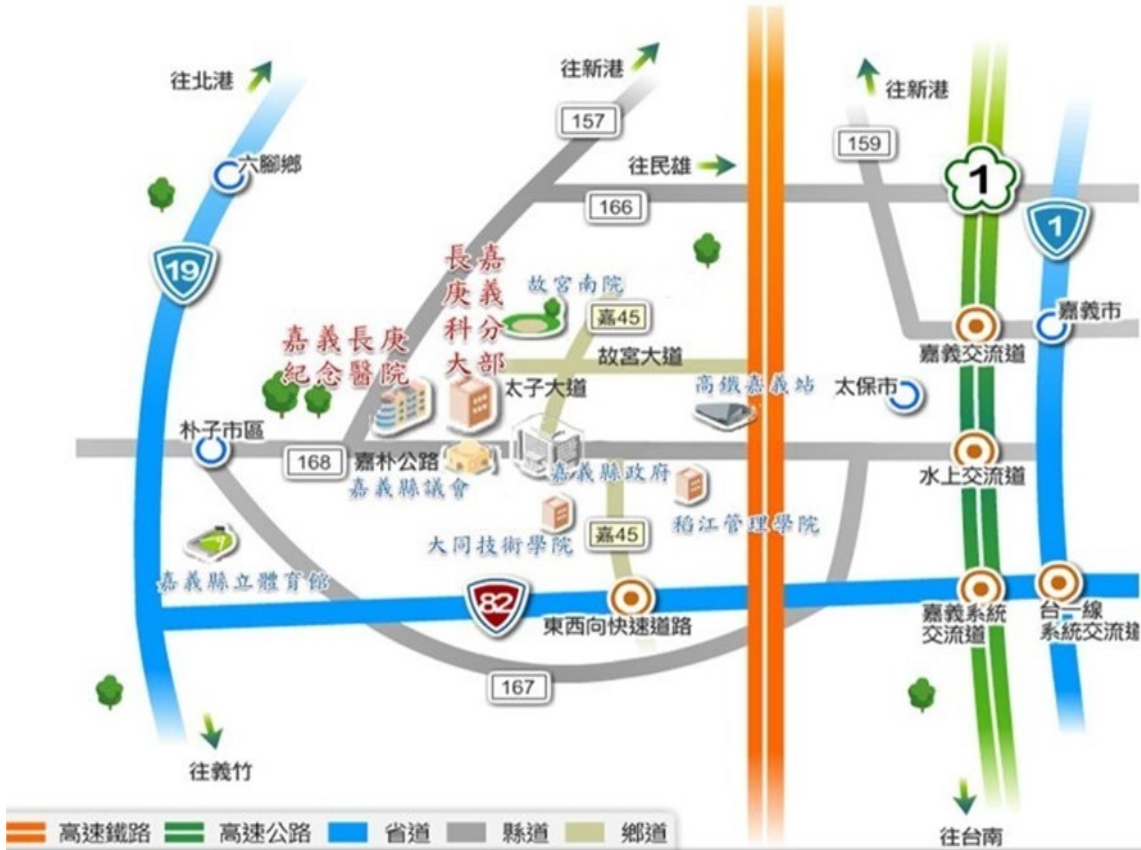 往北港
往新港
往新港
157
159
六腳鄉
往民雄
1
166
1
19
長庚科大
嘉義分部
故宮南院
嘉45
嘉義市
嘉義長庚
紀念醫院
故宮大道
嘉義交流道
太子大道
高鐵嘉義站
太保市
朴子市區
168
嘉朴公路
嘉義縣議會
嘉義縣政府
水上交流道
稻江管理學院
大同技術學院
嘉45
嘉義縣立體育館
82
東西向快速道路
嘉義系統
交流道
台一線
系統交流道
167
往義竹
往台南
高速鐵路
高速公路
省道
縣道
鄉道